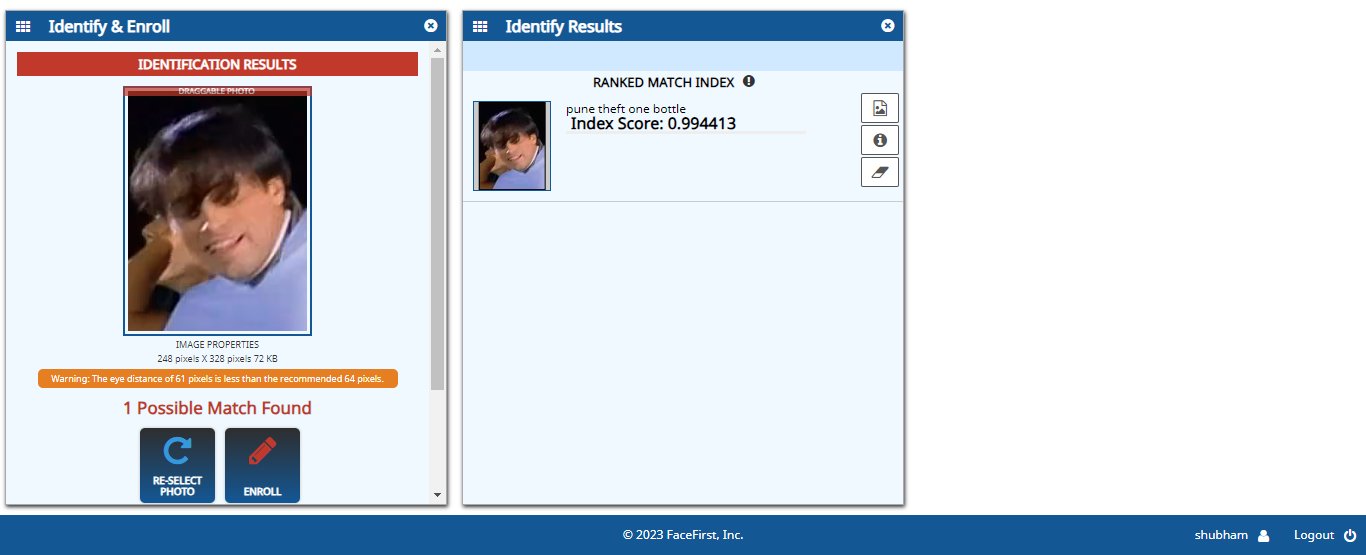 Identify & Enroll
IDENTIFICATION RESULTS
DRAGGABLE PHOTO
IMAGE PROPERTIES
248 pixels X 328 pixels 72 KB
Warning: The eye distance of 61 pixels is less than the recommended 64 pixels.
1 Possible Match Found
RE-SELECT
PHOTO
ENROLL
Identify Results
RANKED MATCH INDEX
pune theft one bottle
Index Score: 0.994413
© 2023 FaceFirst, Inc.
shubham
Logout